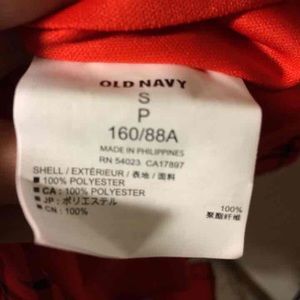 OLD NAVY
S
P
160/88A
MADE IN PHILIPPINES
RN 54023 CA17897
SHELL / EXTÉRIEUR / 表地 / 面料
■ 100% POLYESTER
■ CA : 100% POLYESTER
■ JP : ポリエステル 100%
■ CN : 100% 聚酯纤维